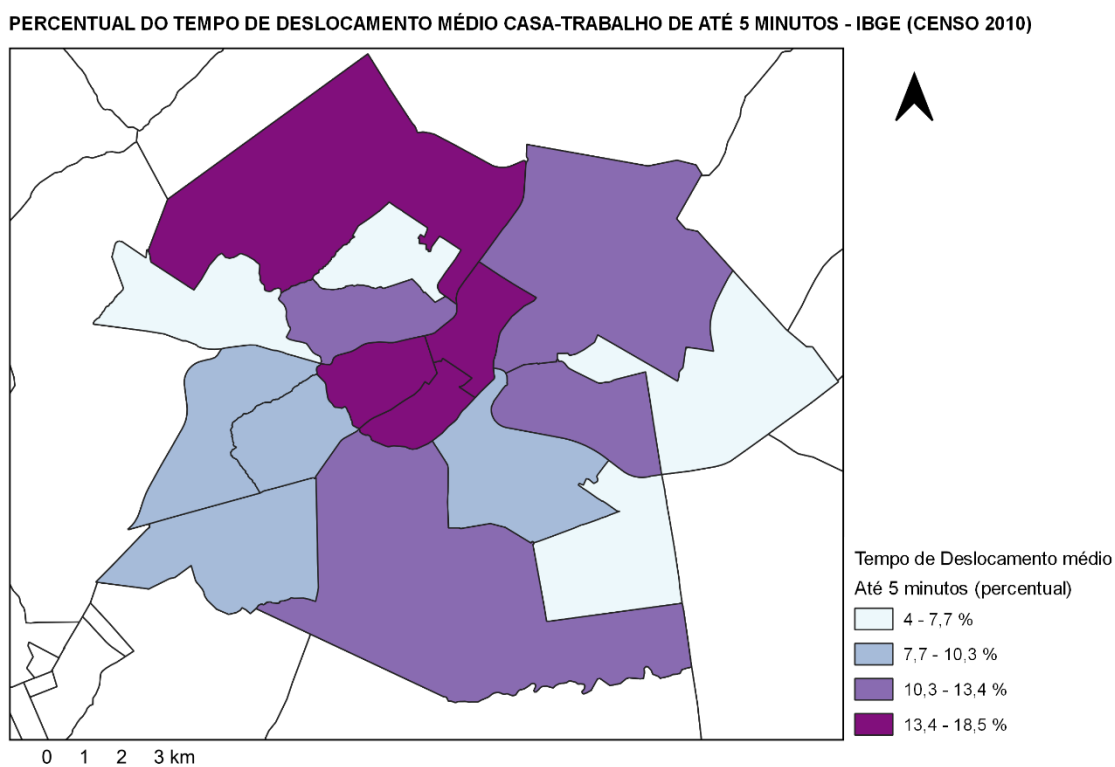 PERCENTUAL DO TEMPO DE DESLOCAMENTO MÉDIO CASA-TRABALHO DE ATÉ 5 MINUTOS - IBGE (CENSO 2010)
Tempo de Deslocamento médio
Até 5 minutos (percentual)
4 - 7,7 %
7,7 - 10,3 %
10,3 - 13,4 %
13,4 - 18,5 %
0 1 2 3 km